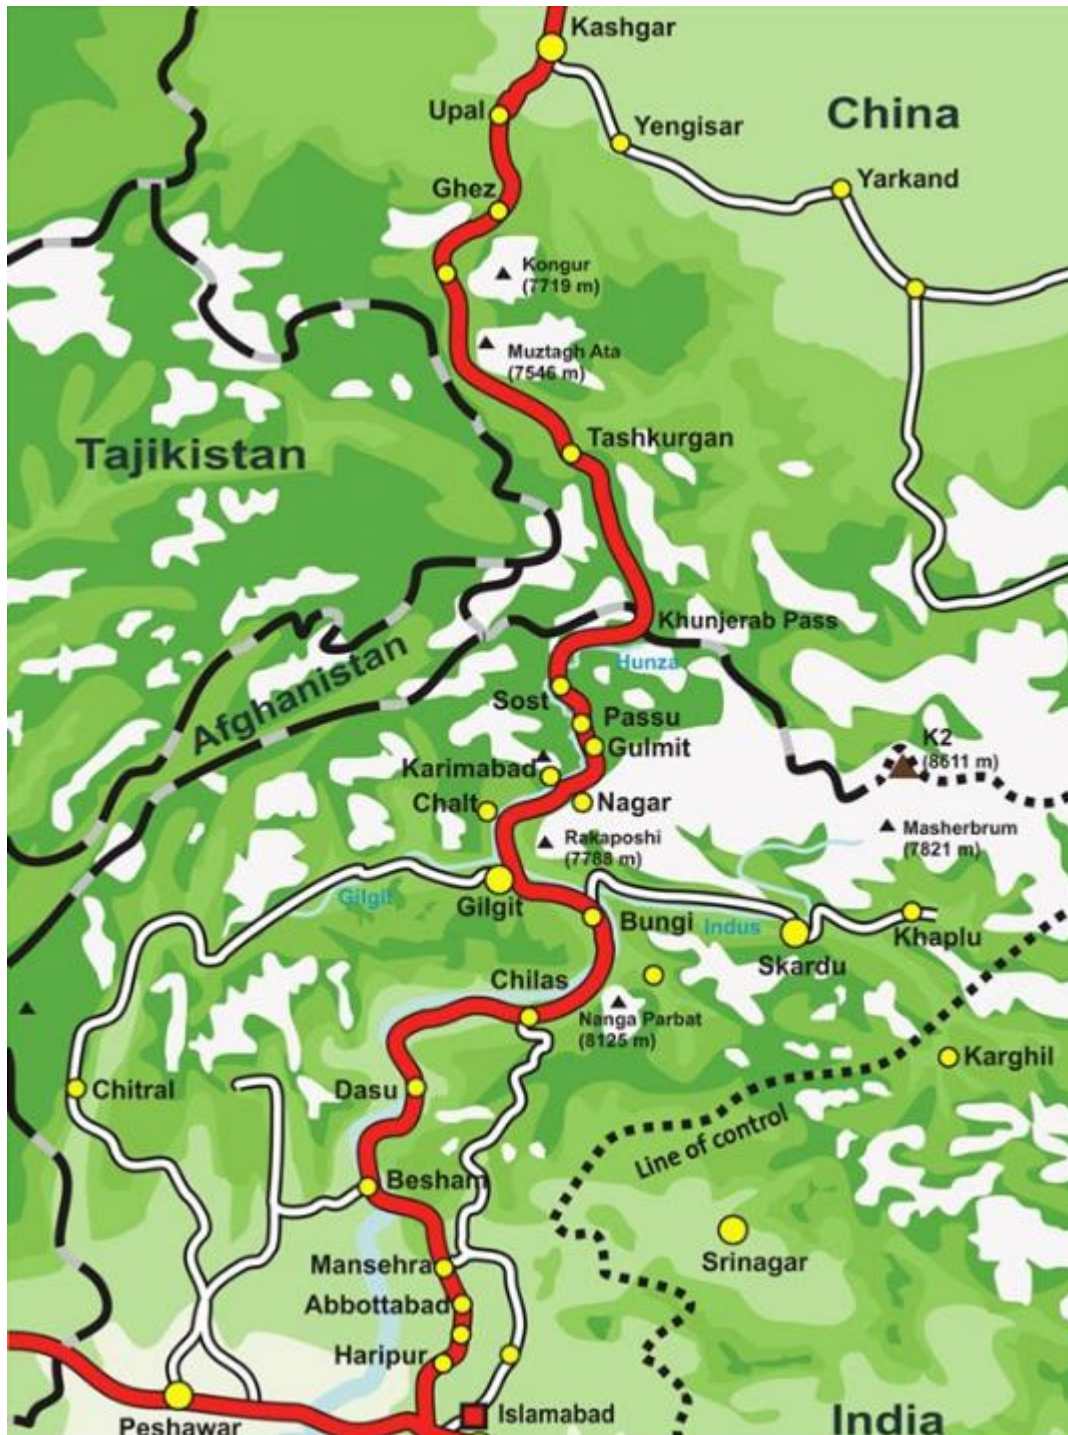 Kashgar
China
Upal
Yengisar
Yarkand
Ghez
Kongur
(7719 m)
Muztagh Ata
(7546 m)
Tashkurgan
Tajikistan
Khunjerab Pass
Hunza
Afghanistan
Sost
Passu
Gulmit
K2
(8611 m)
Karimabad
Chalt
Nagar
Rakaposhi
(7788 m)
Masherbrum
(7821 m)
Gilgit
Gilgit
Bungi
Indus
Khaplu
Skardu
Chilas
Nanga Parbat
(8125 m)
Karghil
Chitral
Dasu
Line of control
Besham
Srinagar
Mansehra
Abbottabad
Haripur
Islamabad
India
Peshawar